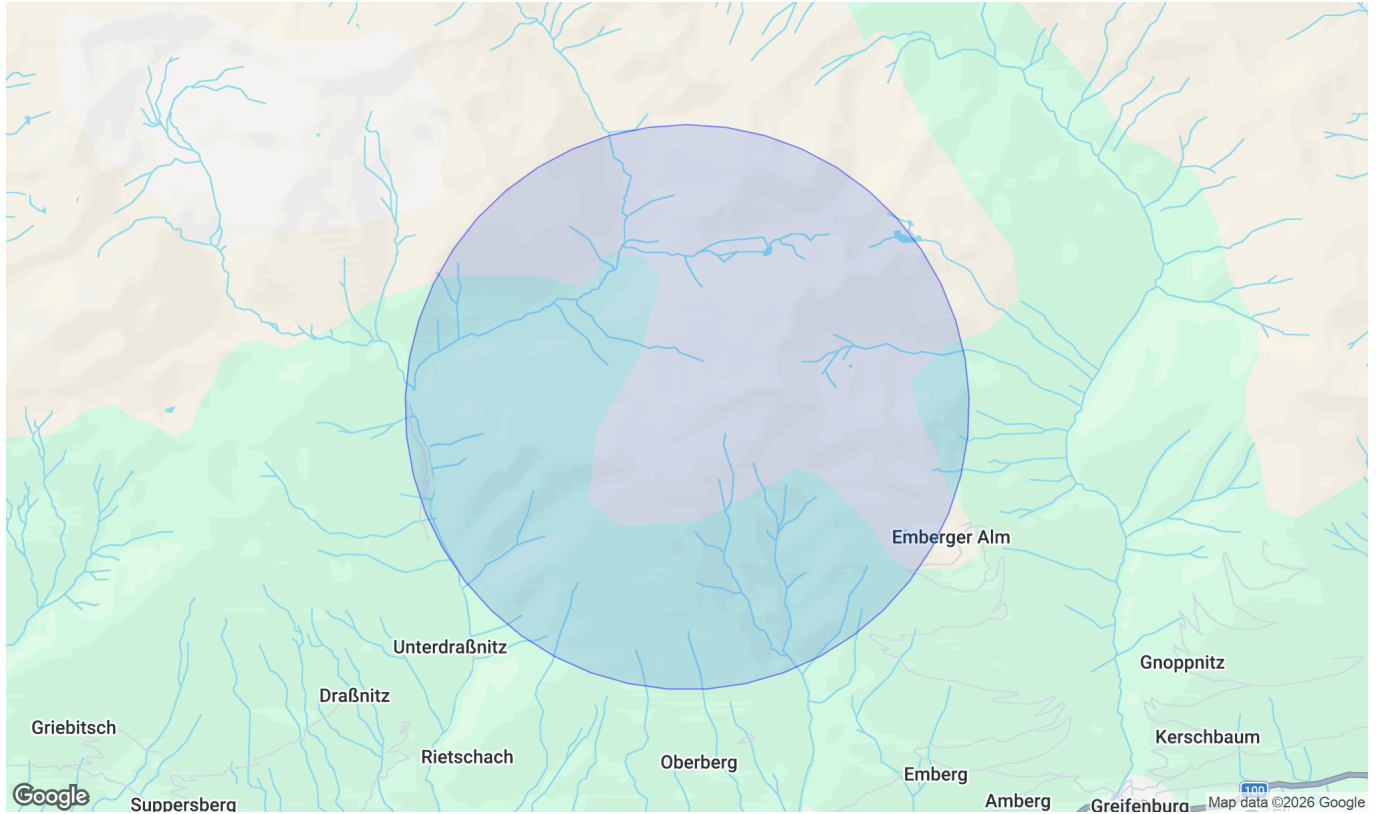 Emberger Alm
Unterdraßnitz
Gnoppnitz
Draßnitz
Griebitsch
Kerschbaum
Rietschach
Oberberg
Emberg
100
Google
Suppersberg
Amberg
Greifenburg
Map data ©2026 Google